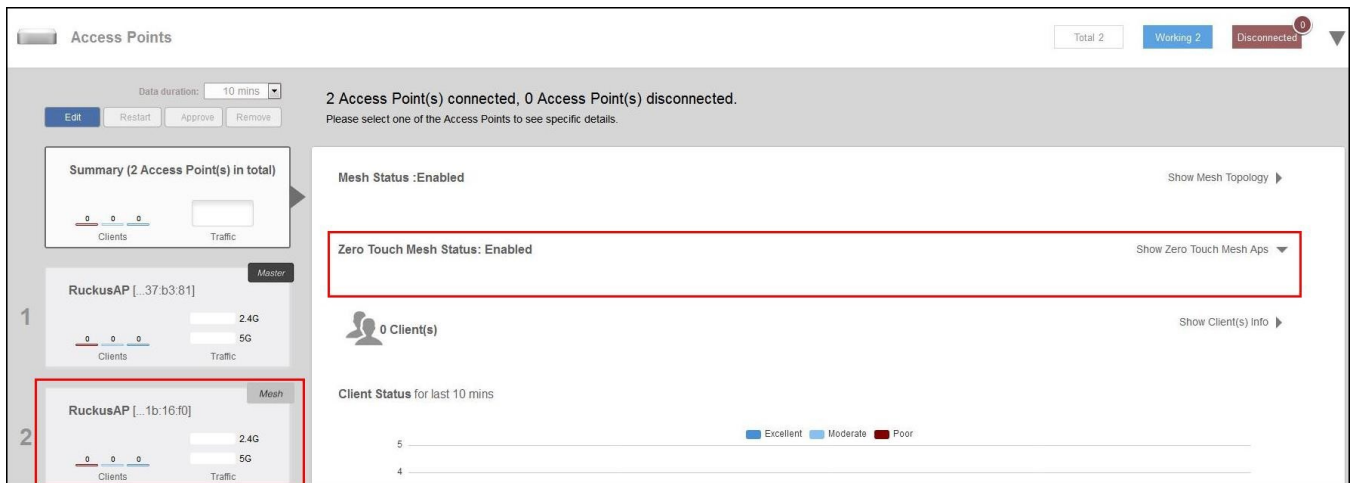 Access Points
Total 2 Working 2 Disconnected 0
Data duration: 10 mins
Edit Restart Approve Remove
2 Access Point(s) connected, 0 Access Point(s) disconnected.
Please select one of the Access Points to see specific details.
Summary (2 Access Point(s) in total)
0 0 0
Clients Traffic
Mesh Status :Enabled Show Mesh Topology
Zero Touch Mesh Status: Enabled Show Zero Touch Mesh Aps
1
Master
RuckusAP [...37:b3:81]
2.4G
0 0 0 5G
Clients Traffic
0 Client(s) Show Client(s) Info
2
Mesh
RuckusAP [...1b:16:f0]
2.4G
0 0 0 5G
Clients Traffic
Client Status for last 10 mins
Excellent Moderate Poor
5
4